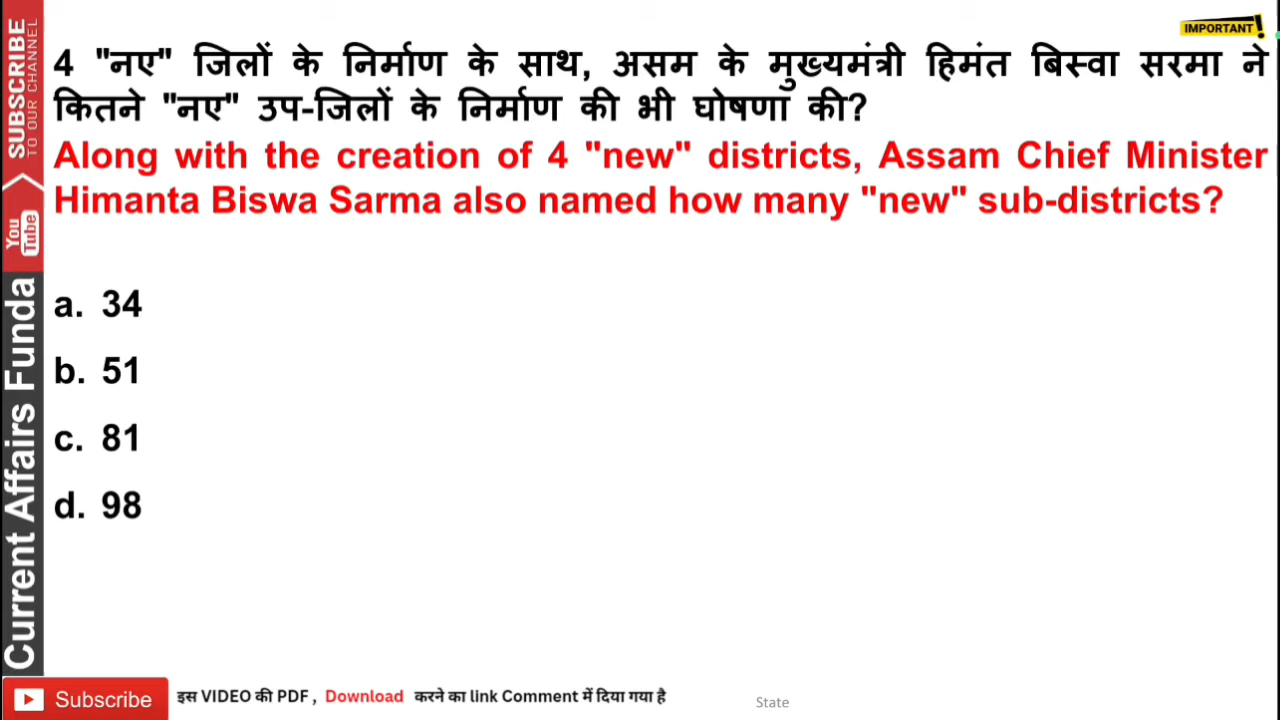 IMPORTANT!
4 "नए" जिलों के निर्माण के साथ, असम के मुख्यमंत्री हिमंत बिस्वा सरमा ने
कितने "नए" उप-जिलों के निर्माण की भी घोषणा की?
Along with the creation of 4 "new" districts, Assam Chief Minister
Himanta Biswa Sarma also named how many "new" sub-districts?
a. 34
b. 51
c. 81
d. 98
SUBSCRIBE
TO OUR CHANNEL
You
Tube
Current Affairs Funda
Subscribe
इस VIDEO की PDF , Download करने का link Comment में दिया गया है
State